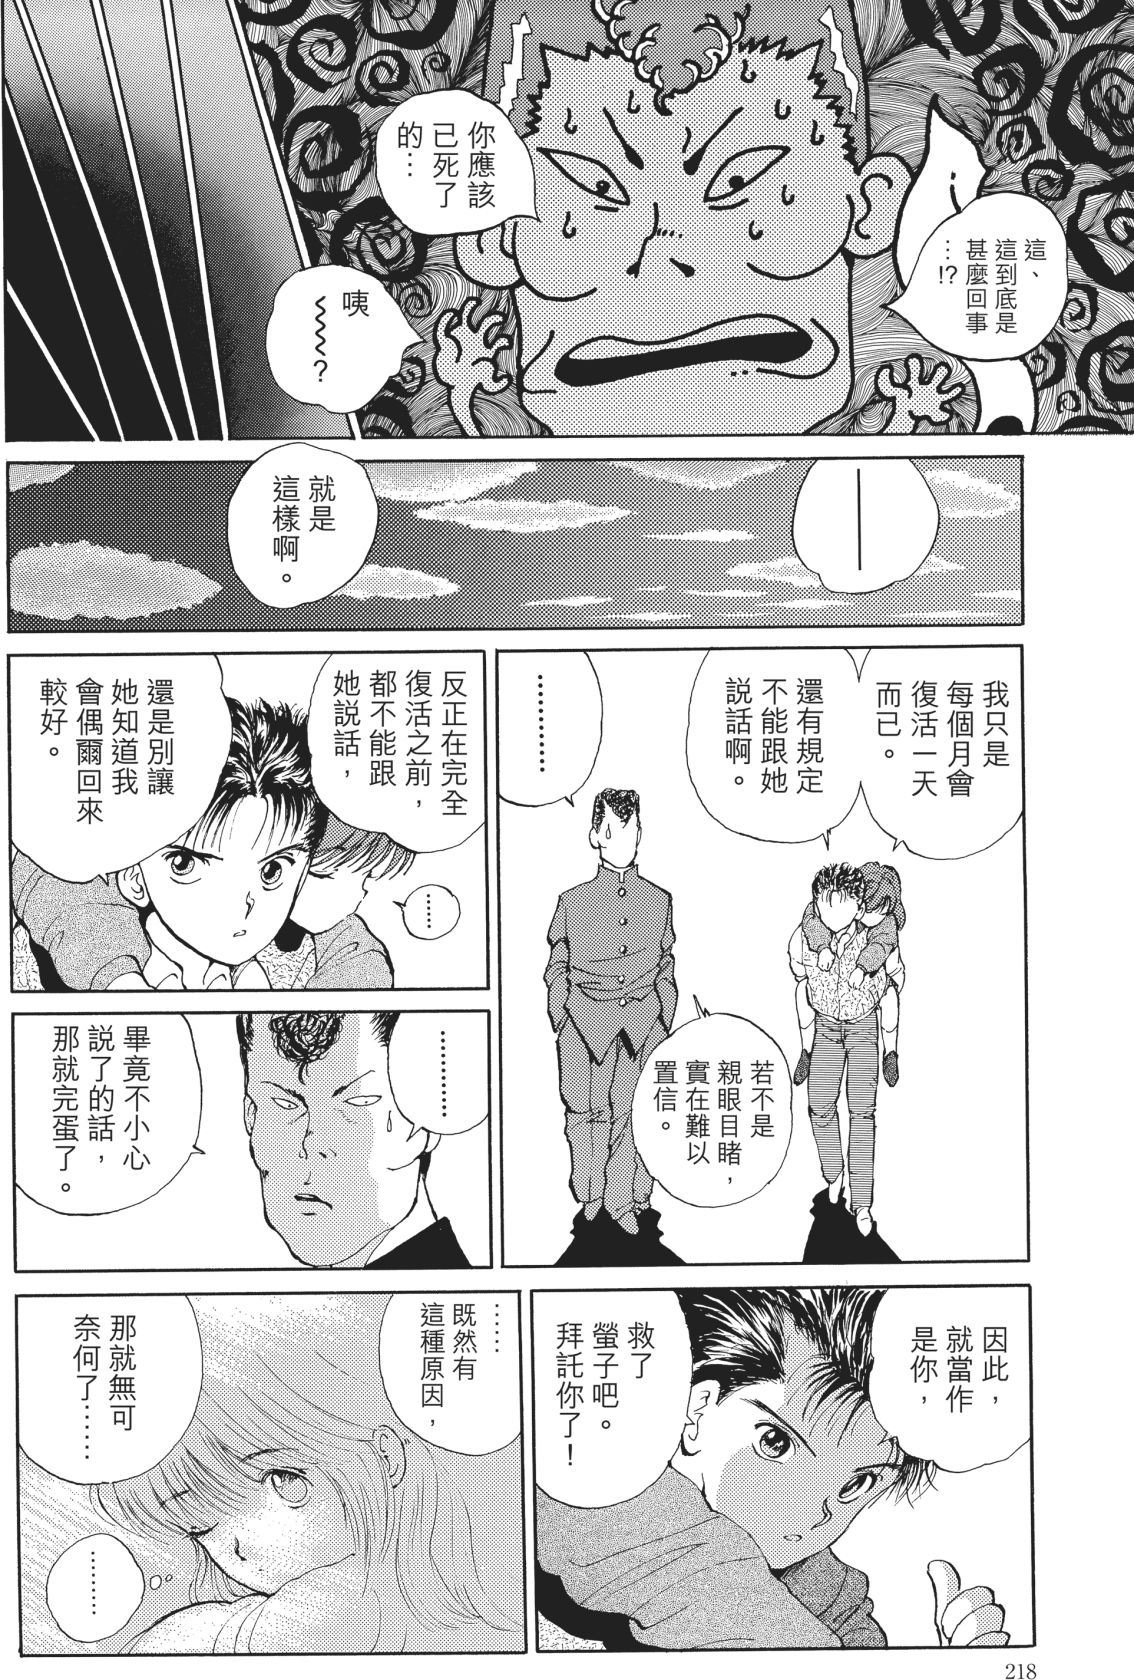 這、
這到底是
甚麼回事
…!?
你應該
已死了
的…
咦
～～～？
——
就是
這樣啊。
我只是
每個月會
復活一天
而已。
還有規定
不能跟她
説話啊。
………
若不是
親眼目睹，
實在難以
置信。
反正在完全
復活之前，
都不能跟
她説話，
還是別讓
她知道我
會偶爾回來
較好。
……
………
畢竟不小心
説了的話，
那就完蛋了。
因此，
就當作
是你，
救了
螢子吧。
拜託你了！
……
既然有
這種原因，
那就無可
奈何了……
………
218